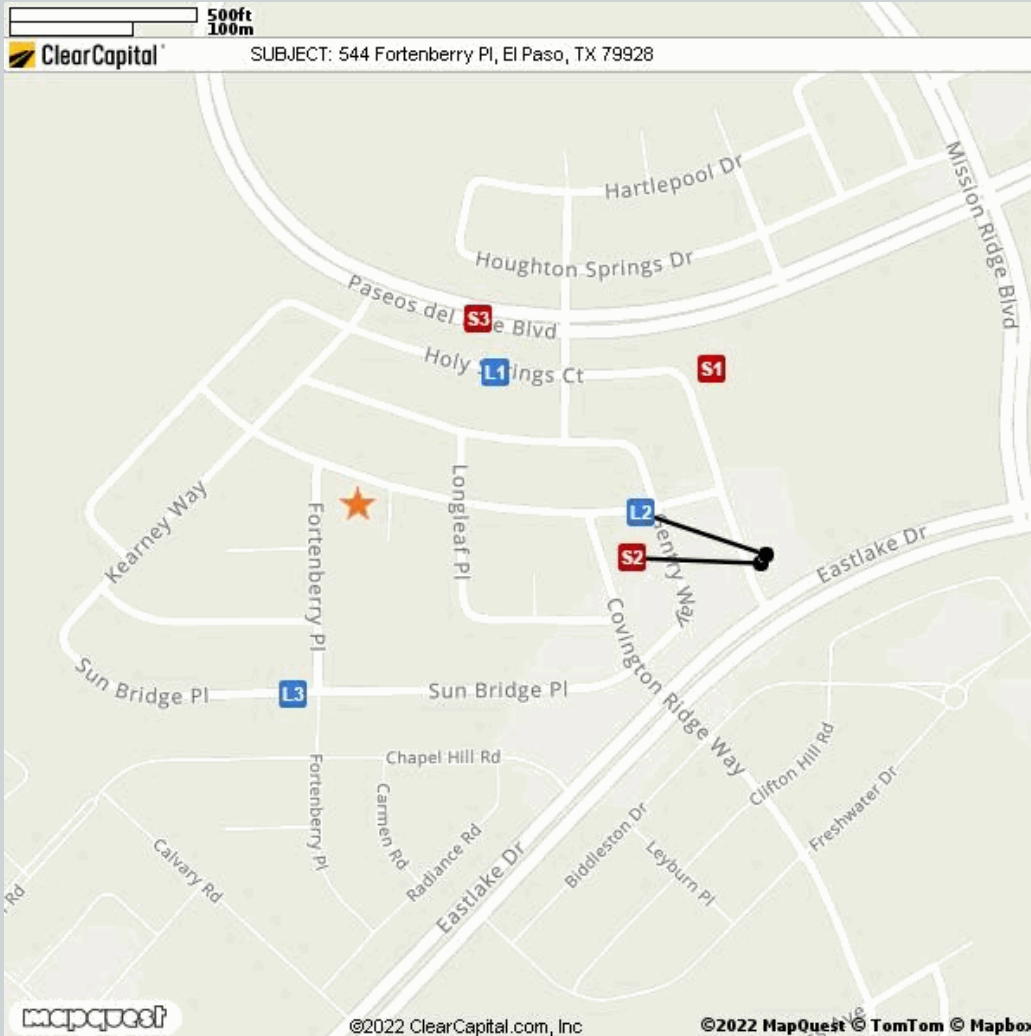 500ft
100m
ClearCapital
SUBJECT: 544 Fortenberry Pl, El Paso, TX 79928
Mission Ridge Blvd
Hartlepool Dr
Houghton Springs Dr
Paseos del
e Blvd
S3
Holy
ings Ct
L1
S1
Kearney Way
Longleaf Pl
Fortenberry Pl
L2
entry Way
S2
Eastlake Dr
Covington Ridge Way
Sun Bridge Pl
L3
Sun Bridge Pl
Chapel Hill Rd
Fortenberry Pl
Carmen Rd
Radiance Rd
Calvary Rd
Rd
Eastlake Dr
Biddleston Dr
Leyburn Pl
Clifton Hill Rd
Freshwater Dr
Ave
mapquest
©2022 ClearCapital.com, Inc
©2022 MapQuest © TomTom © Mapbox